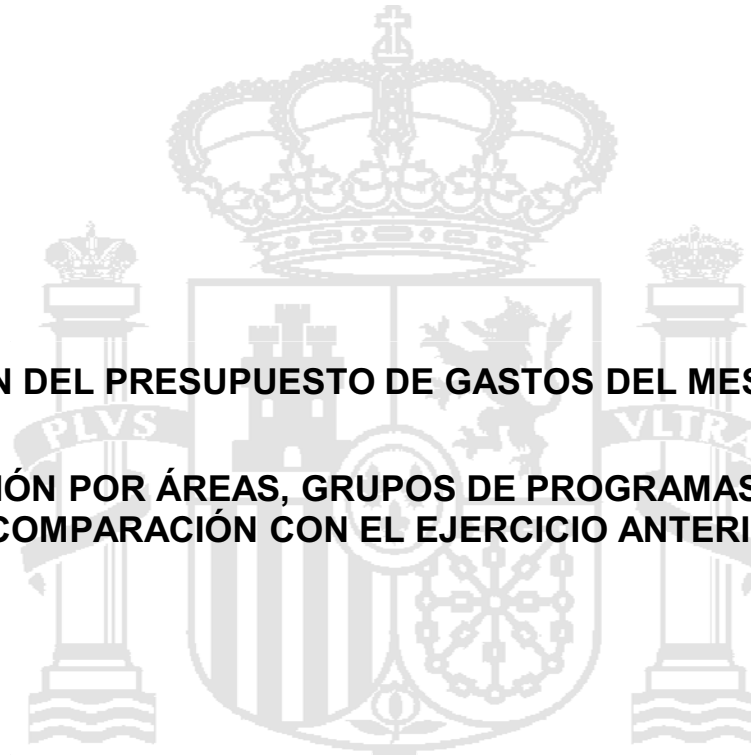 N DEL PRESUPUESTO DE GASTOS DEL MES
PLVS
VLTRA
IÓN POR ÁREAS, GRUPOS DE PROGRAMAS
COMPARACIÓN CON EL EJERCICIO ANTERI